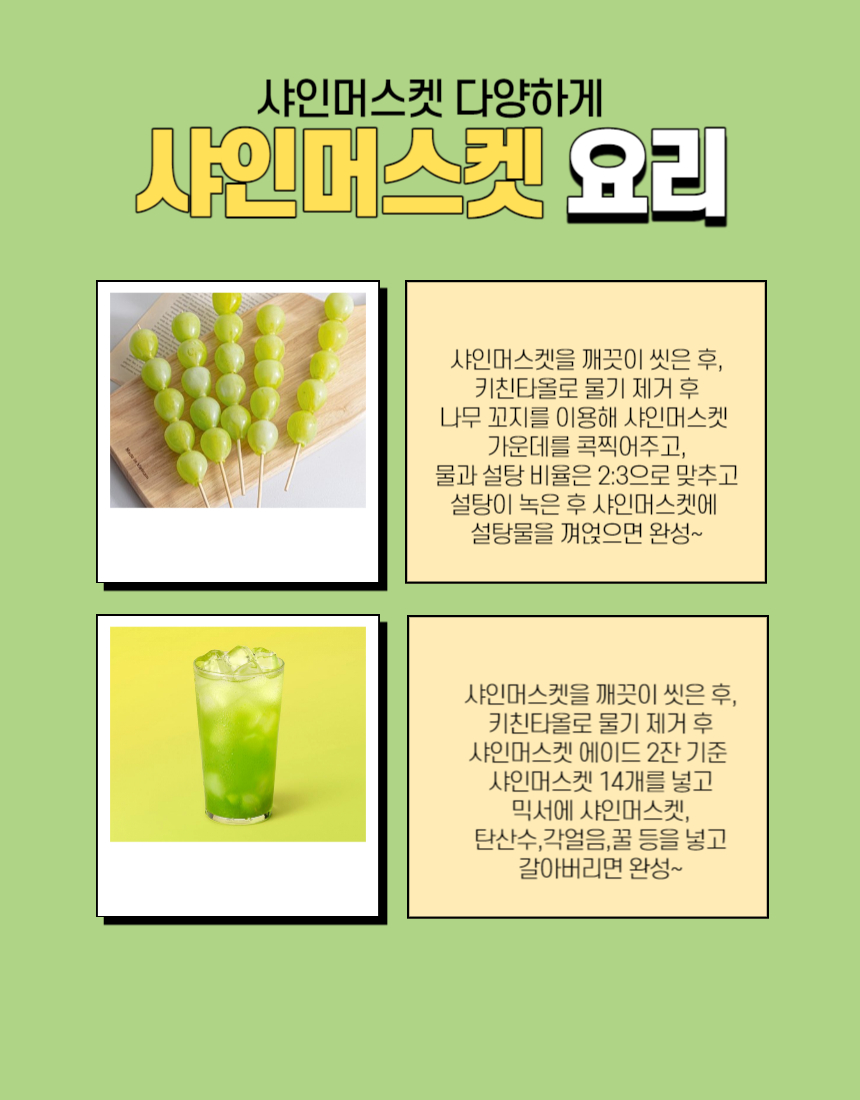 샤인머스켓 다양하게
샤인머스켓 요리
샤인머스켓을 깨끗이 씻은 후,
키친타올로 물기 제거 후
나무 꼬지를 이용해 샤인머스켓
가운데를 콕찍어주고,
물과 설탕 비율은 2:3으로 맞추고
설탕이 녹은 후 샤인머스켓에
설탕물을 껴얹으면 완성~
샤인머스켓을 깨끗이 씻은 후,
키친타올로 물기 제거 후
샤인머스켓 에이드 2잔 기준
샤인머스켓 14개를 넣고
믹서에 샤인머스켓,
탄산수,각얼음,꿀 등을 넣고
갈아버리면 완성~